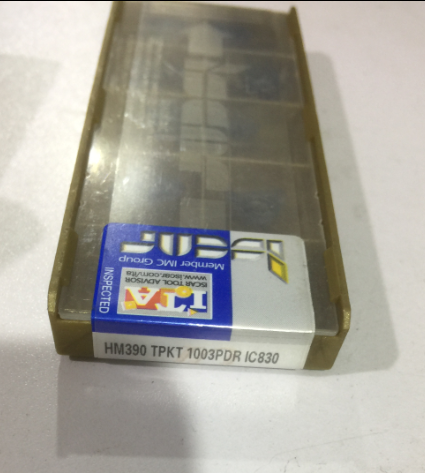 ISCAR
Member IMC Group
www.iscar.com/ita
ISCAR TOOL ADVISOR
ITA
INSPECTED
HM390 TPKT 1003PDR IC830